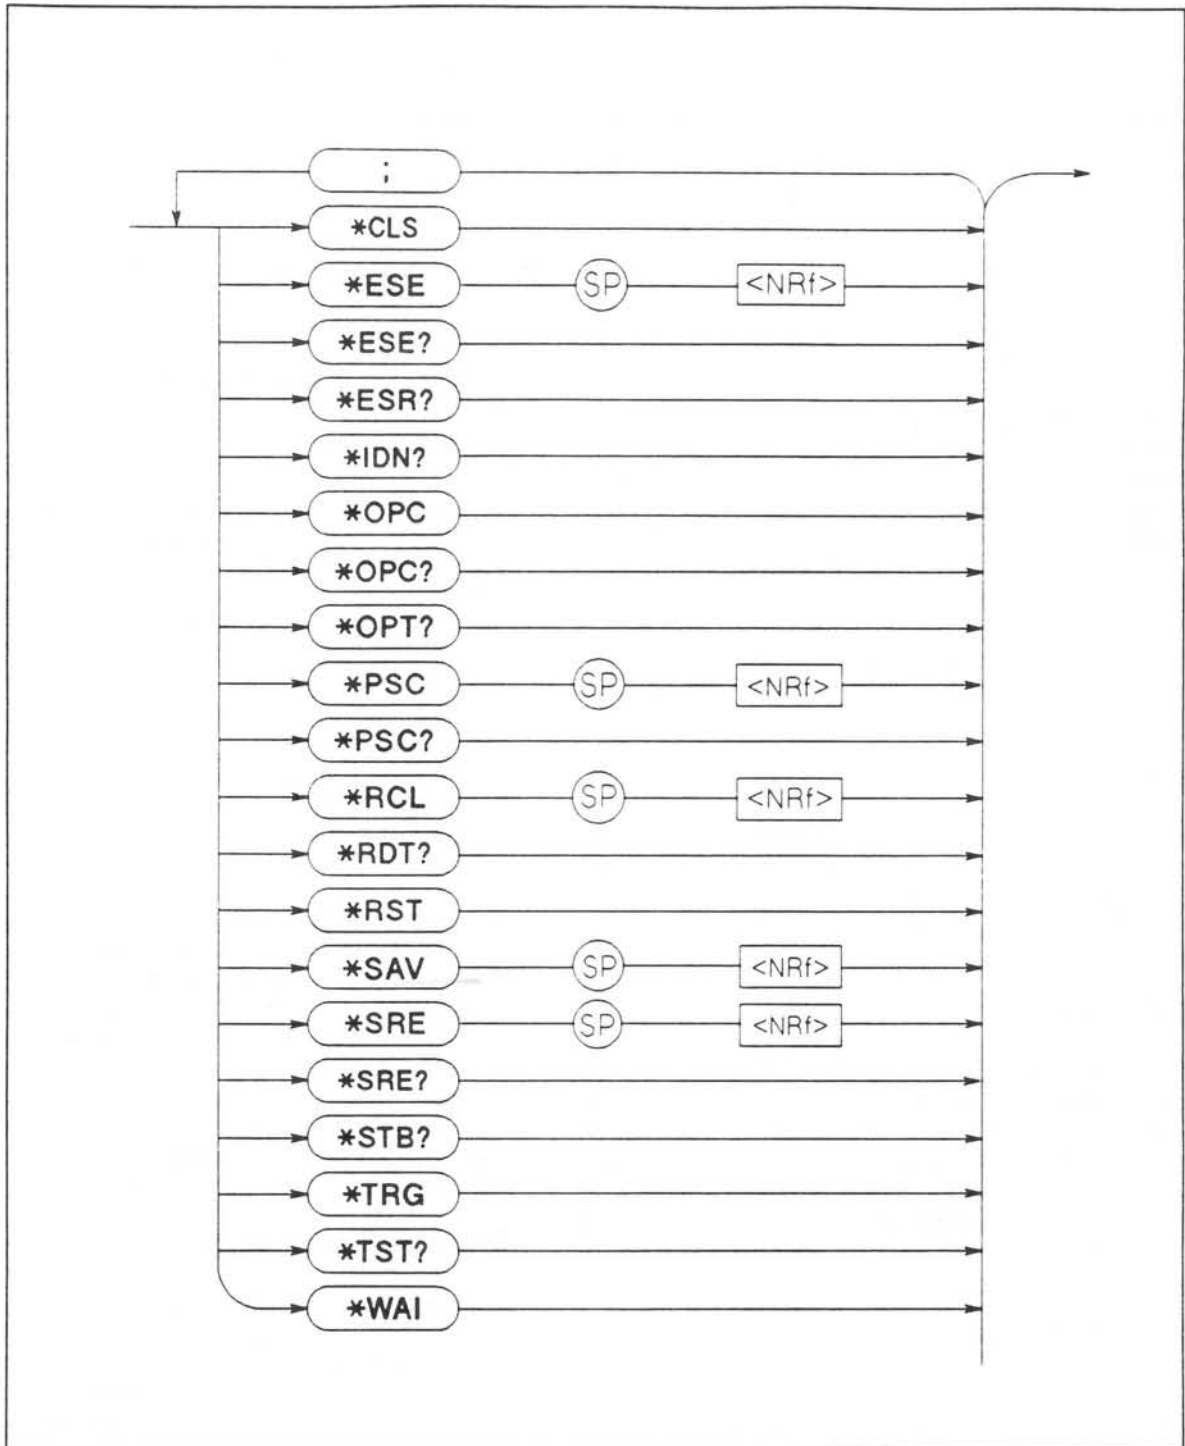 ;
*CLS
*ESE SP <NRf>
*ESE?
*ESR?
*IDN?
*OPC
*OPC?
*OPT?
*PSC SP <NRf>
*PSC?
*RCL SP <NRf>
*RDT?
*RST
*SAV SP <NRf>
*SRE SP <NRf>
*SRE?
*STB?
*TRG
*TST?
*WAI